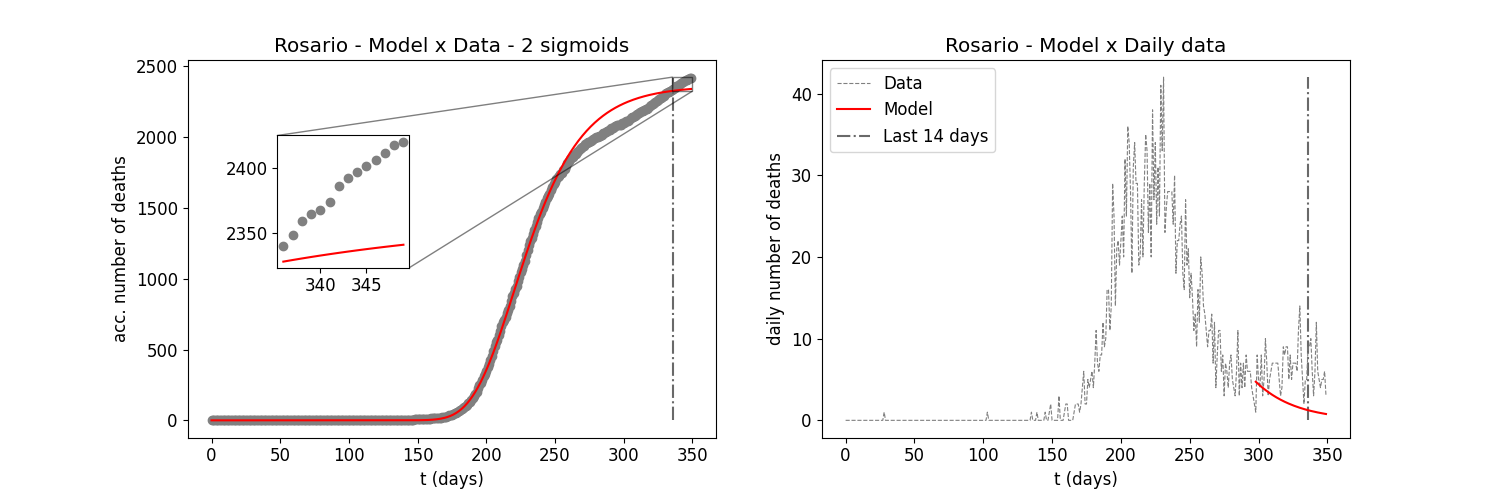 Rosario - Model x Data - 2 sigmoids
acc. number of deaths
2500
2000
1500
1000
500
0
2400
2350
340 345
0 50 100 150 200 250 300 350
t (days)
Rosario - Model x Daily data
daily number of deaths
40
30
20
10
0
Data
Model
Last 14 days
0 50 100 150 200 250 300 350
t (days)